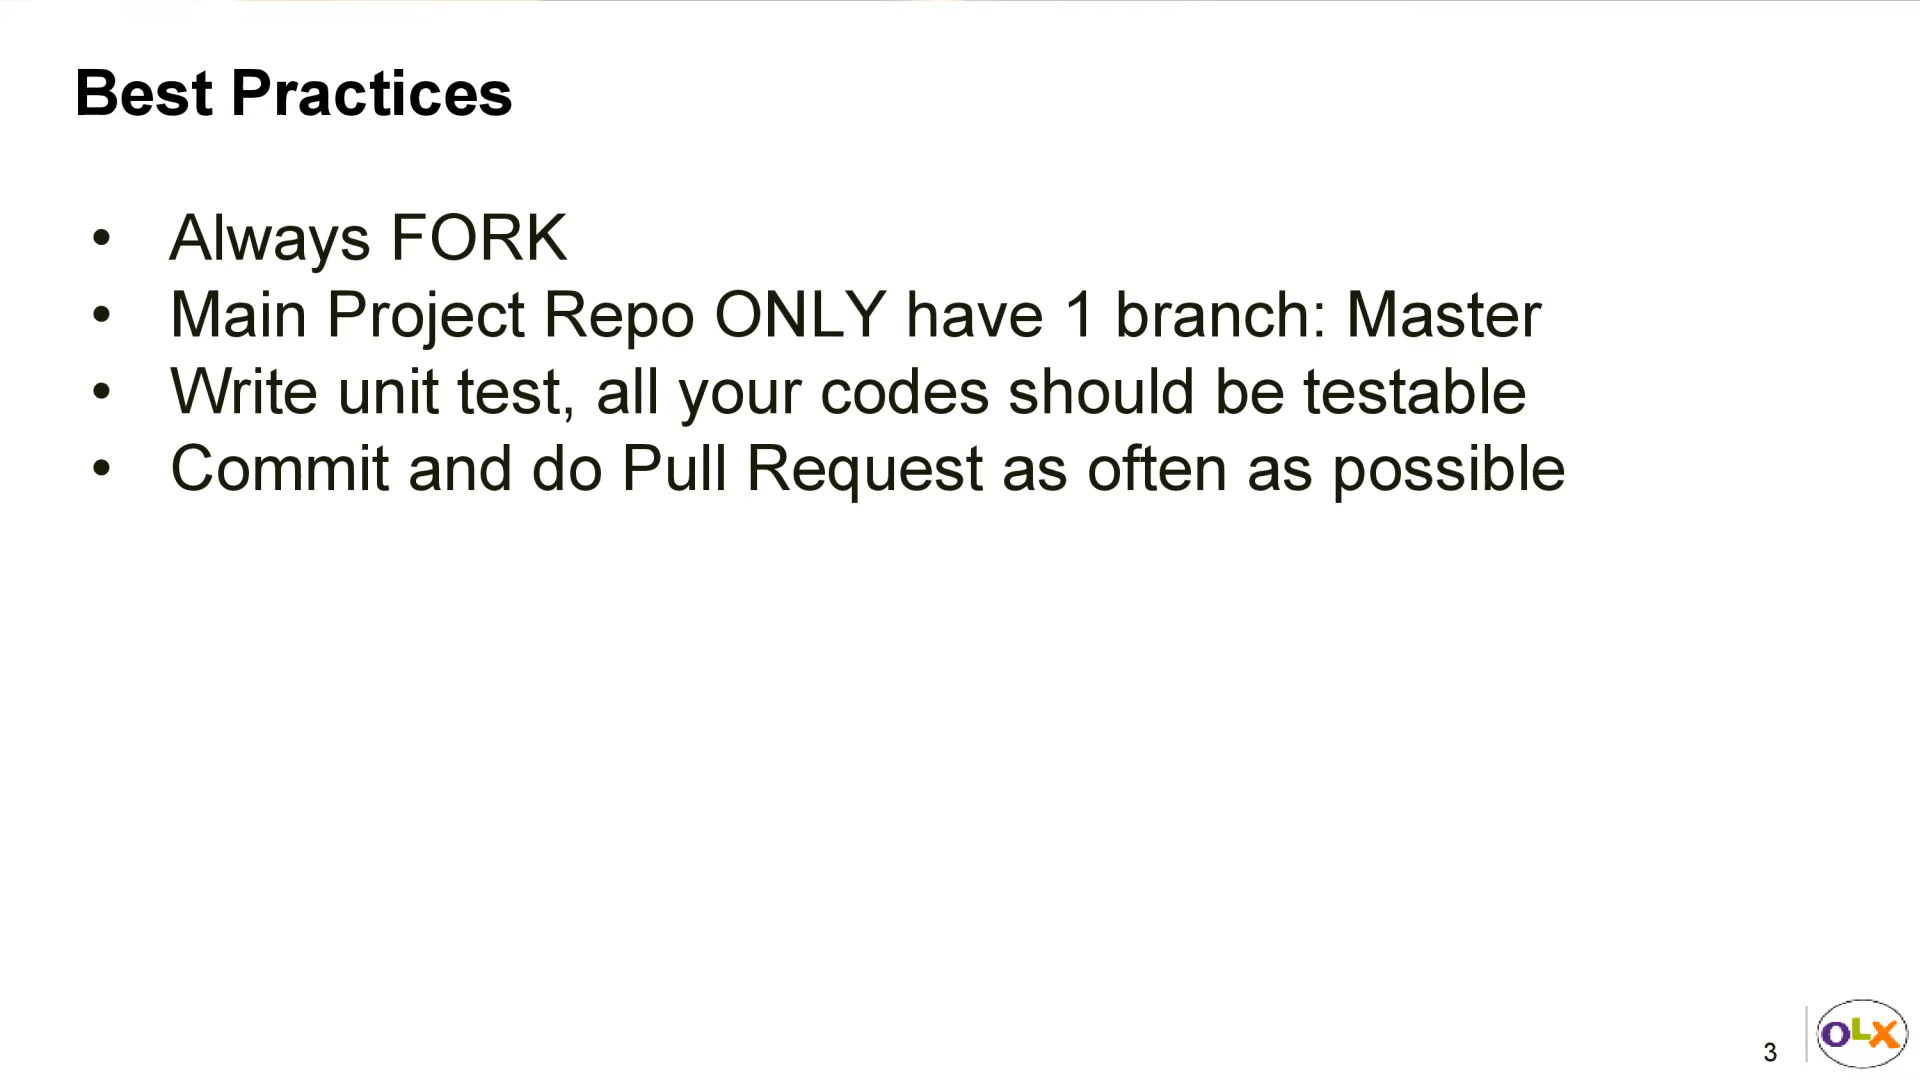 Best Practices
• Always FORK
• Main Project Repo ONLY have 1 branch: Master
• Write unit test, all your codes should be testable
• Commit and do Pull Request as often as possible
3
OLX